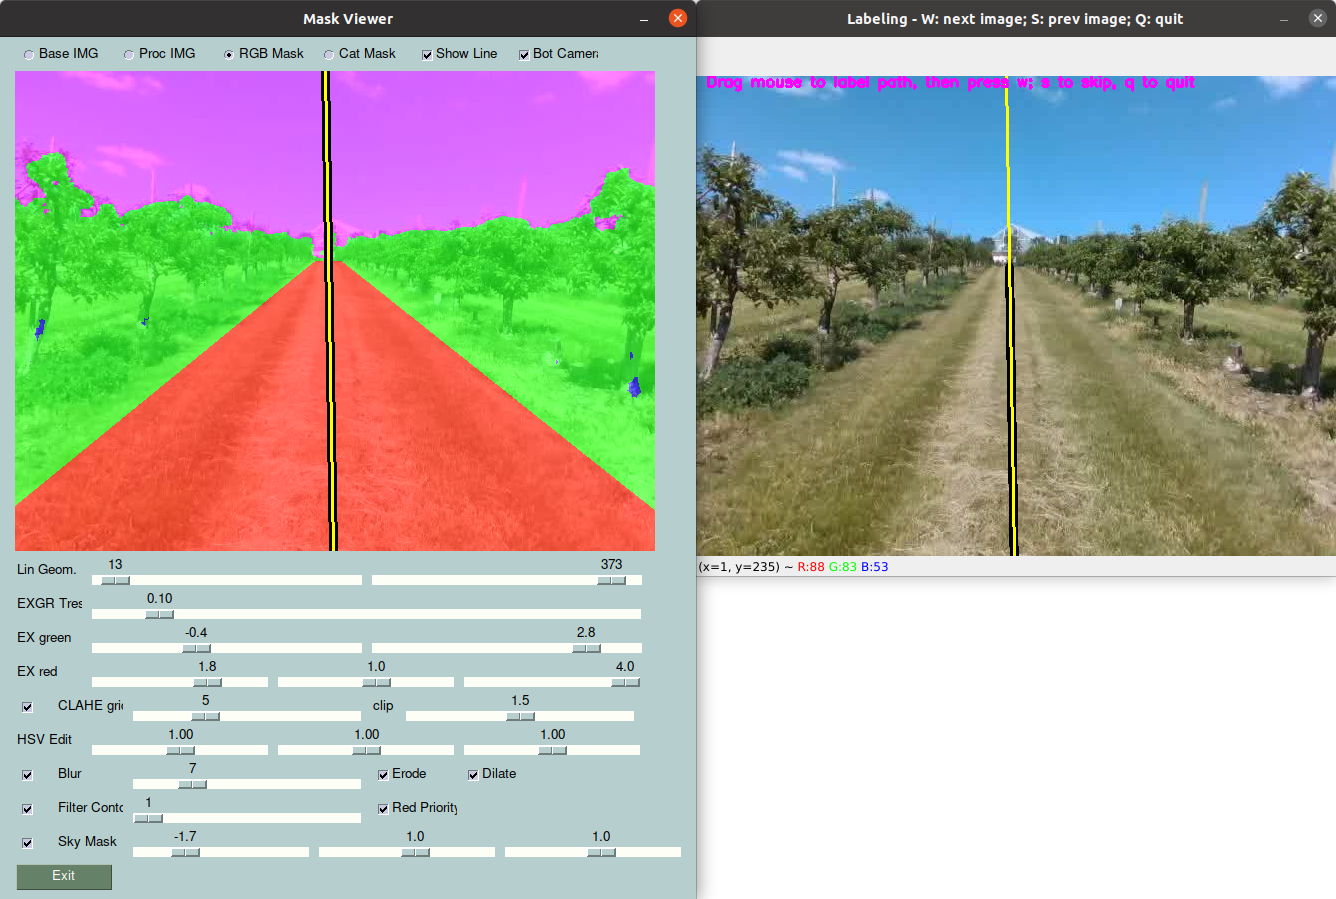 Mask Viewer
Labeling - W: next image; S: prev image; Q: quit
Base IMG Proc IMG RGB Mask Cat Mask Show Line Bot Camera
Drag mouse to label path, then press w; s to skip, q to quit
(x=1, y=235) ~ R:88 G:83 B:53
Lin Geom. 13 373
EXGR Tres 0.10
EX green -0.4 2.8
EX red 1.8 1.0 4.0
CLAHE grid 5 clip 1.5
HSV Edit 1.00 1.00 1.00
Blur 7 Erode Dilate
Filter Conto 1 Red Priority
Sky Mask -1.7 1.0 1.0
Exit